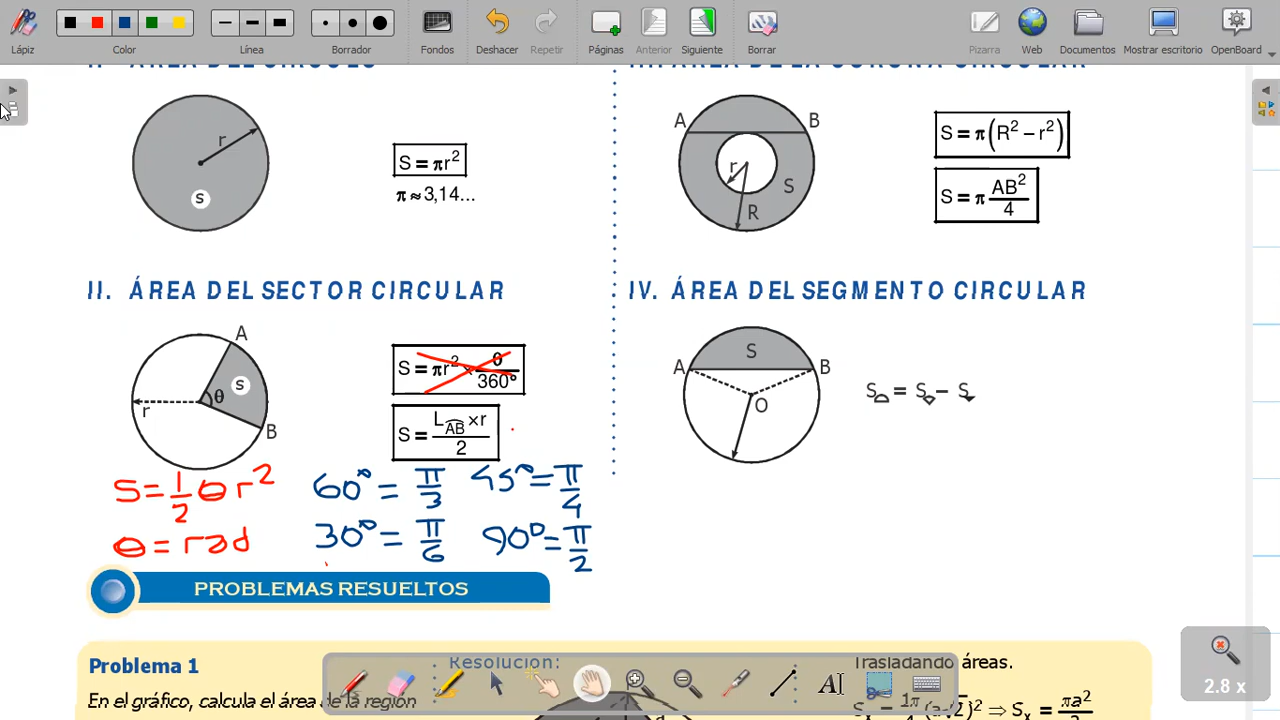 Lápiz Color Línea Borrador Fondos Deshacer Repetir Páginas Anterior Siguiente Borrar Pizarra Web Documentos Mostrar escritorio OpenBoard
r
s
S = πr²
π ≈ 3,14...
A B
r
S
R
S = π(R² – r²)
S = π AB²/4
II. ÁREA DEL SECTOR CIRCULAR
A
s
θ
r
B
S = πr² × θ/360°
S = L_AB × r / 2
S = 1/2 θ r²
θ = rad
60° = π/3 45° = π/4
30° = π/6 90° = π/2
IV. ÁREA DEL SEGMENTO CIRCULAR
S
A B
O
S = S – S
PROBLEMAS RESUELTOS
Problema 1
En el gráfico, calcula el área de la región
Resolución:
Trasladando áreas.
2.8 x